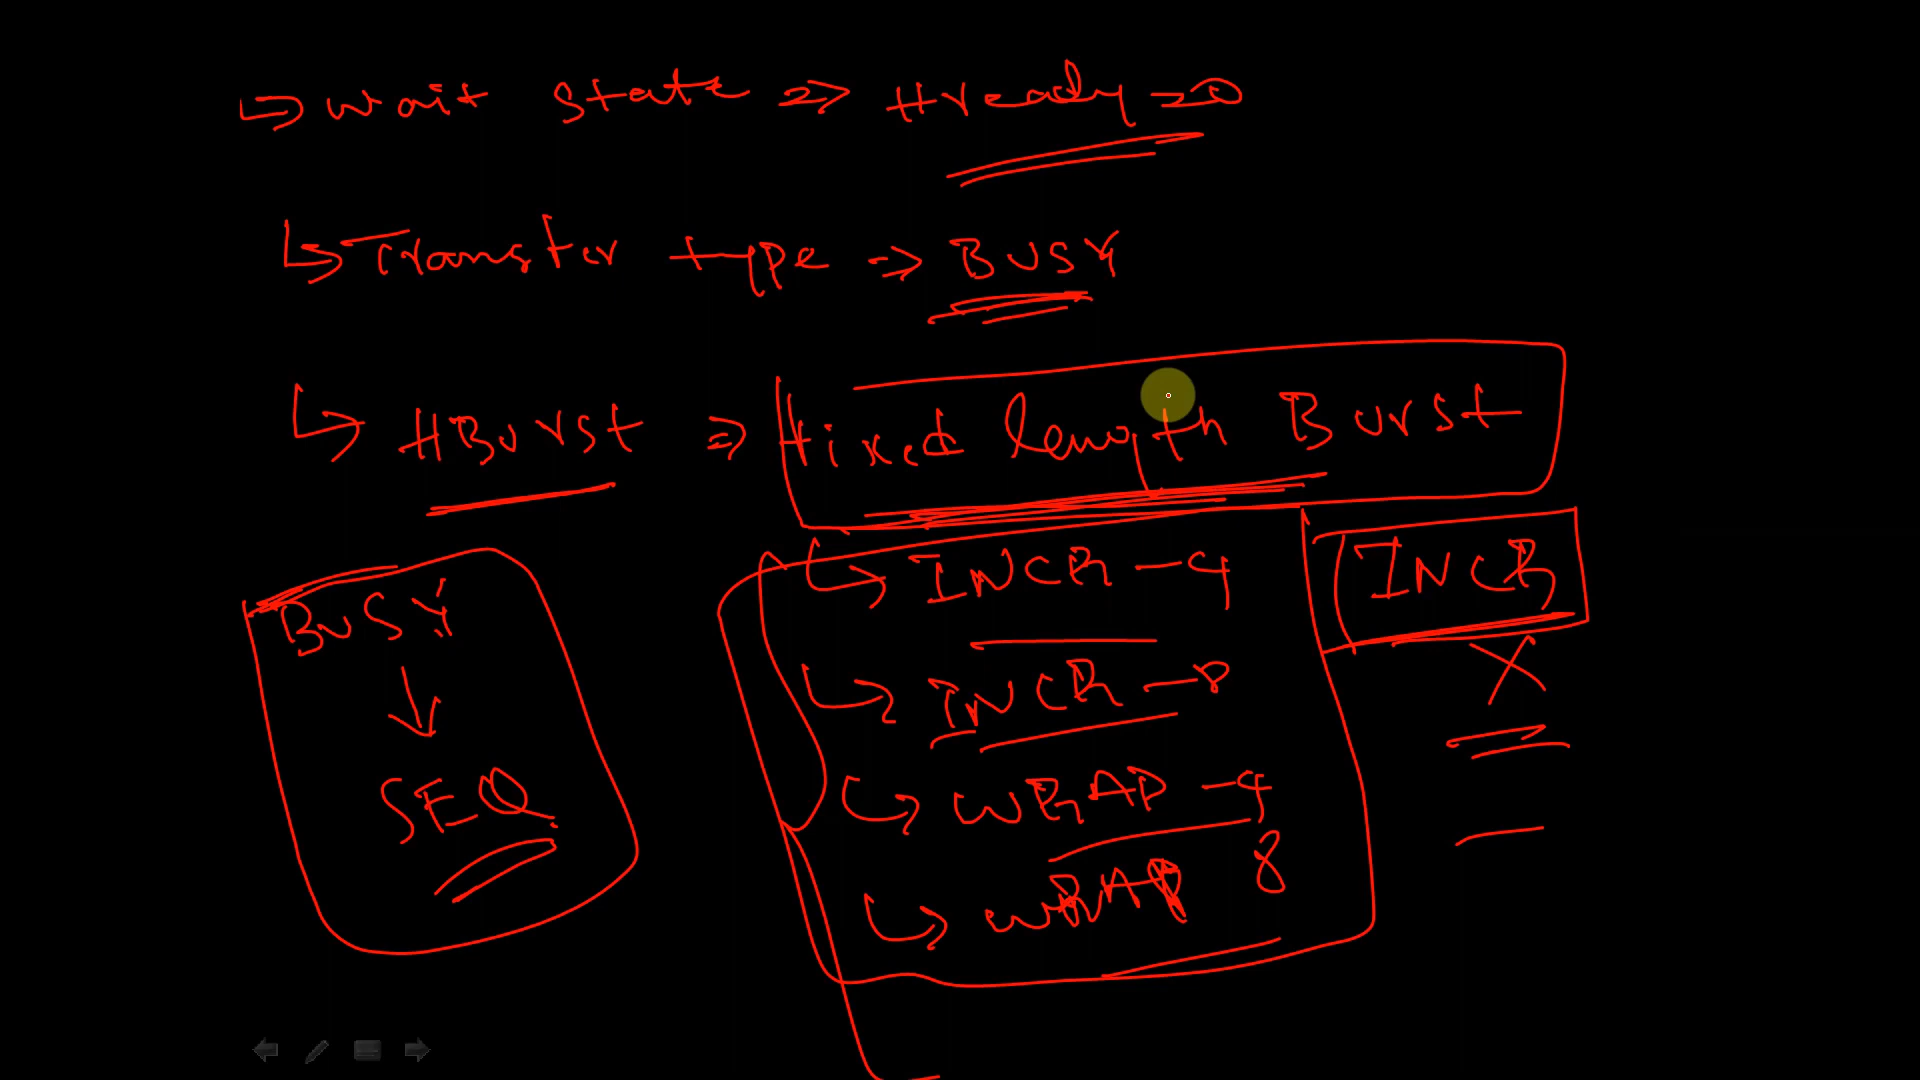 wait state => Hready => 0
Transfer type => BUSY
HBurst => fixed length Burst
INCR - 4
INCR
INCR - 8
WRAP - 4
WRAP 8
X
BUSY
↓
SEQ